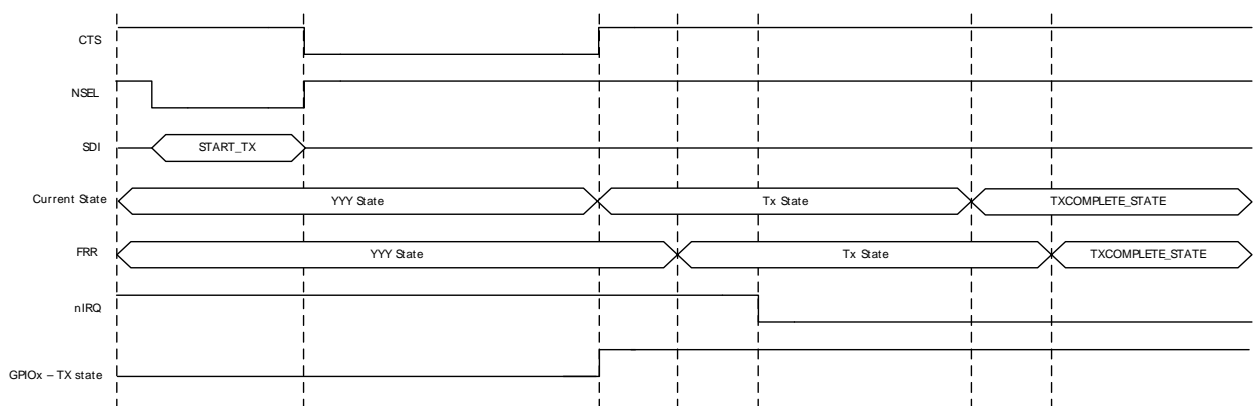 CTS
NSEL
SDI START_TX
Current State YYY State Tx State TXCOMPLETE_STATE
FRR YYY State Tx State TXCOMPLETE_STATE
nIRQ
GPIOx – TX state